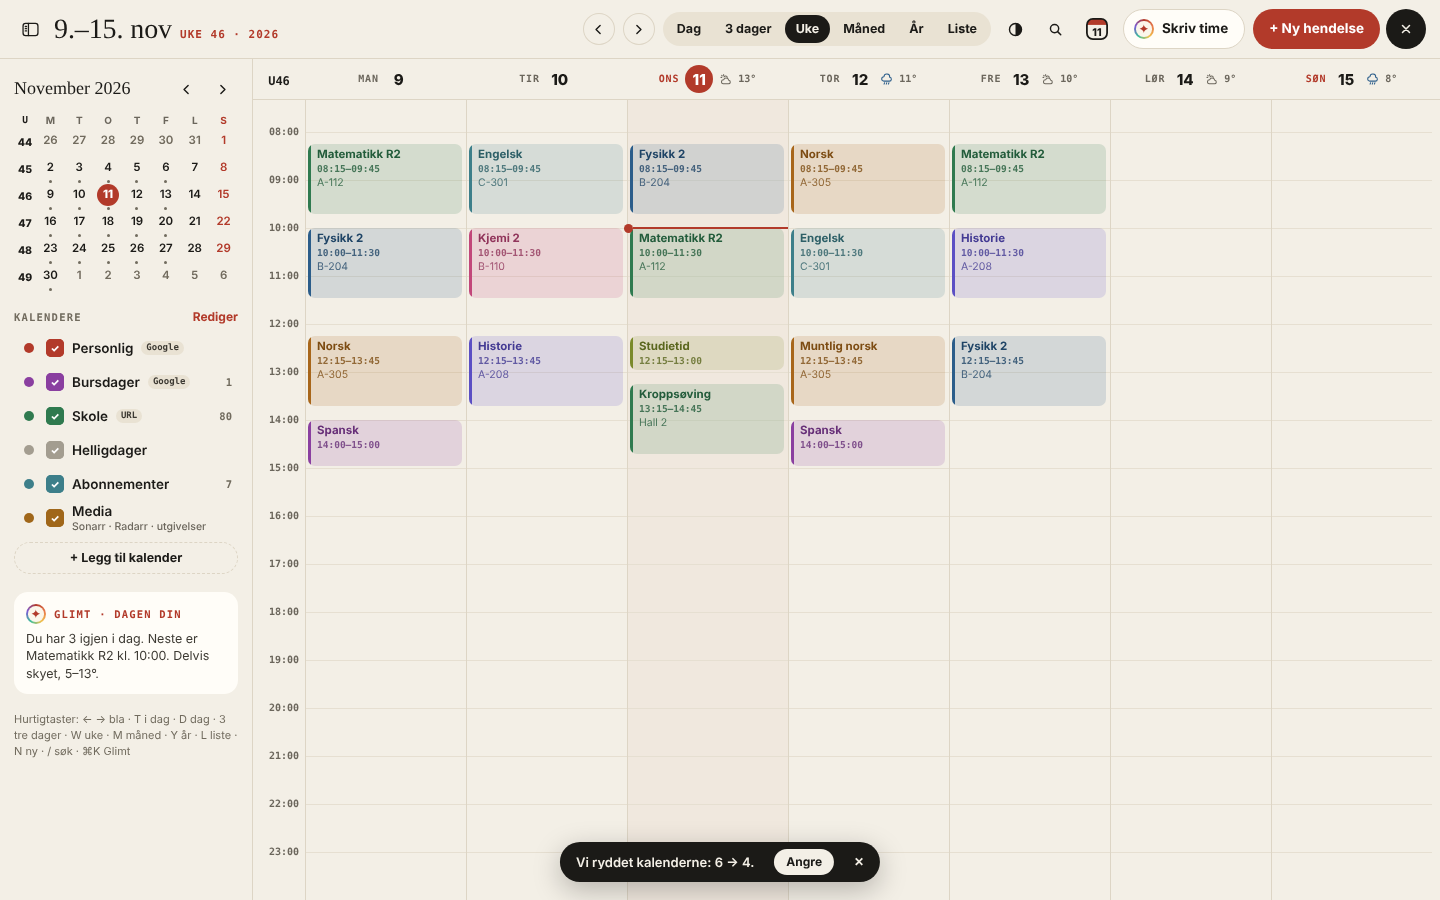 9.–15. nov UKE 46 · 2026
Dag 3 dager Uke Måned År Liste
11
Skriv time
+ Ny hendelse
November 2026
U M T O T F L S
44 26 27 28 29 30 31 1
45 2 3 4 5 6 7 8
46 9 10 11 12 13 14 15
47 16 17 18 19 20 21 22
48 23 24 25 26 27 28 29
49 30 1 2 3 4 5 6
KALENDERE Rediger
Personlig Google
Bursdager Google 1
Skole URL 80
Helligdager
Abonnementer 7
Media
Sonarr · Radarr · utgivelser
+ Legg til kalender
GLIMT · DAGEN DIN
Du har 3 igjen i dag. Neste er
Matematikk R2 kl. 10:00. Delvis
skyet, 5–13°.
Hurtigtaster: ← → bla · T i dag · D dag · 3
tre dager · W uke · M måned · Y år · L liste ·
N ny · / søk · ⌘K Glimt
U46 MAN 9 TIR 10 ONS 11 13° TOR 12 11° FRE 13 10° LØR 14 9° SØN 15 8°
08:00
09:00
10:00
11:00
12:00
13:00
14:00
15:00
16:00
17:00
18:00
19:00
20:00
21:00
22:00
23:00
Matematikk R2
08:15–09:45
A-112
Fysikk 2
10:00–11:30
B-204
Norsk
12:15–13:45
A-305
Spansk
14:00–15:00
Engelsk
08:15–09:45
C-301
Kjemi 2
10:00–11:30
B-110
Historie
12:15–13:45
A-208
Fysikk 2
08:15–09:45
B-204
Matematikk R2
10:00–11:30
A-112
Studietid
12:15–13:00
Kroppsøving
13:15–14:45
Hall 2
Norsk
08:15–09:45
A-305
Engelsk
10:00–11:30
C-301
Muntlig norsk
12:15–13:45
A-305
Spansk
14:00–15:00
Matematikk R2
08:15–09:45
A-112
Historie
10:00–11:30
A-208
Fysikk 2
12:15–13:45
B-204
Vi ryddet kalenderne: 6 → 4. Angre ×